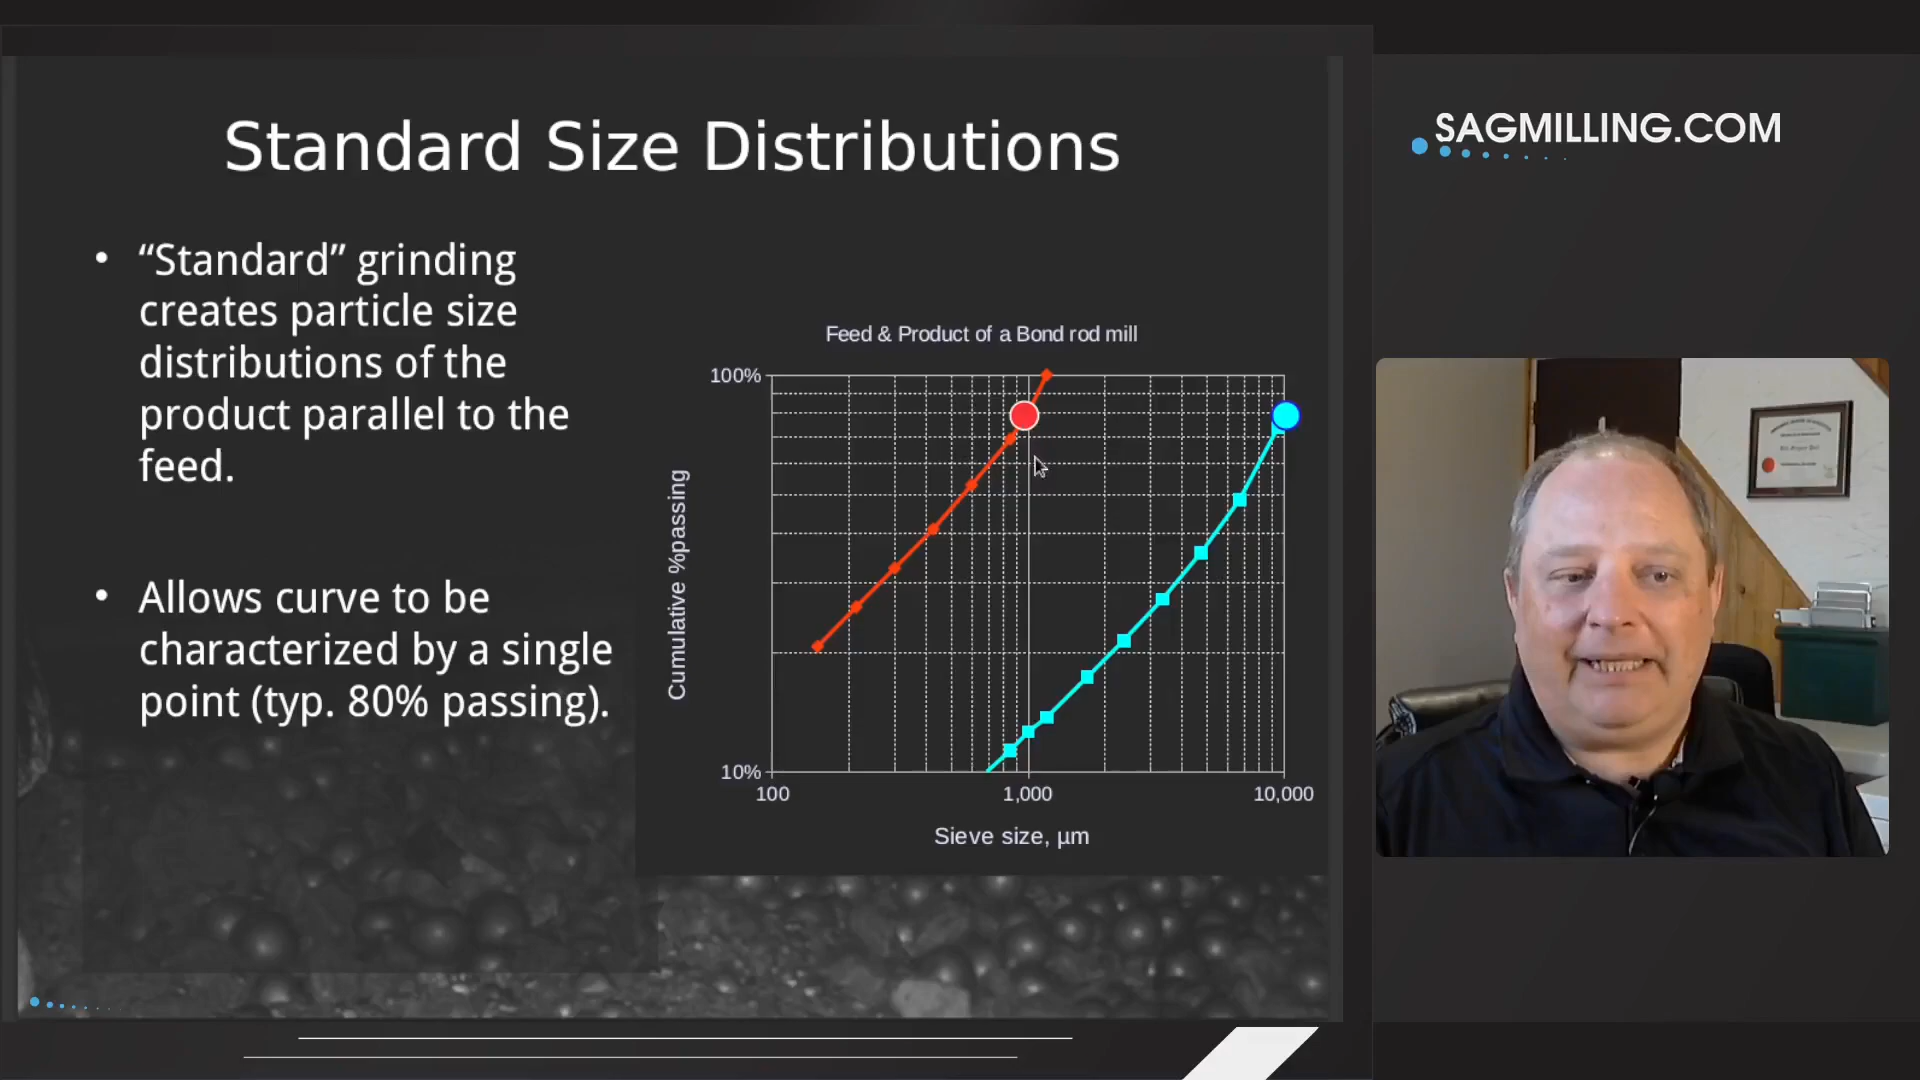 Standard Size Distributions
SAGMILLING.COM
• “Standard” grinding
creates particle size
distributions of the
product parallel to the
feed.
• Allows curve to be
characterized by a single
point (typ. 80% passing).
Feed & Product of a Bond rod mill
100%
Cumulative %passing
10%
100
1,000
10,000
Sieve size, µm